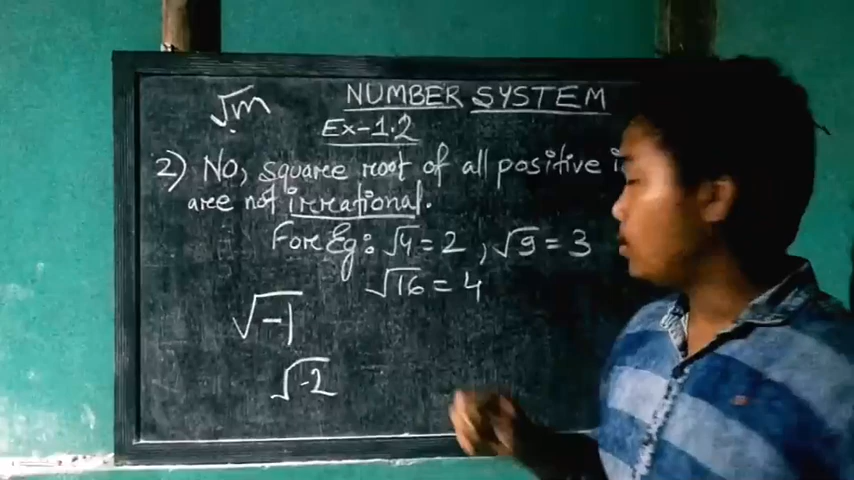 √m
NUMBER SYSTEM
Ex-1.2
2) No, square root of all positive
are not irrational.
For Eg: √4 = 2, √9 = 3
√16 = 4
√-1
√-2